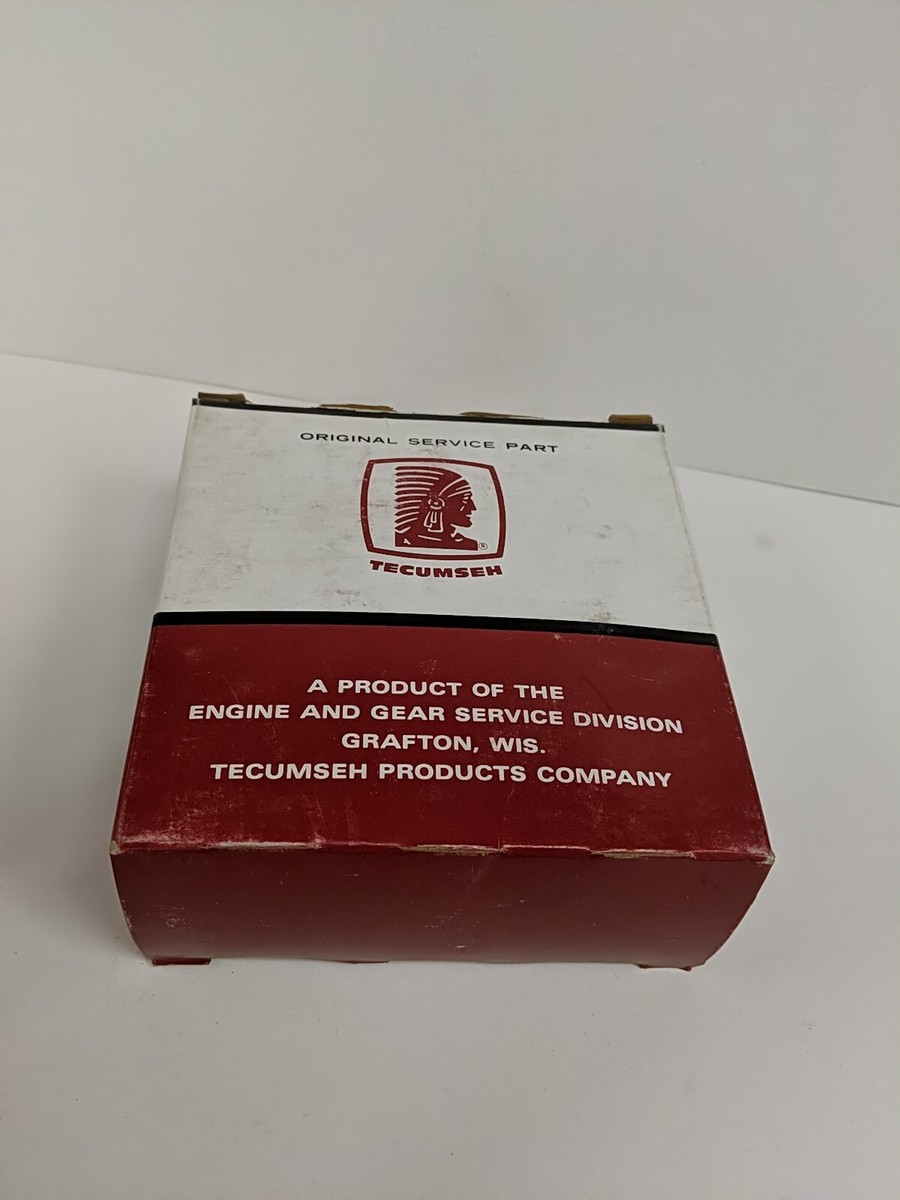 ORIGINAL SERVICE PART
®
TECUMSEH
A PRODUCT OF THE
ENGINE AND GEAR SERVICE DIVISION
GRAFTON, WIS.
TECUMSEH PRODUCTS COMPANY